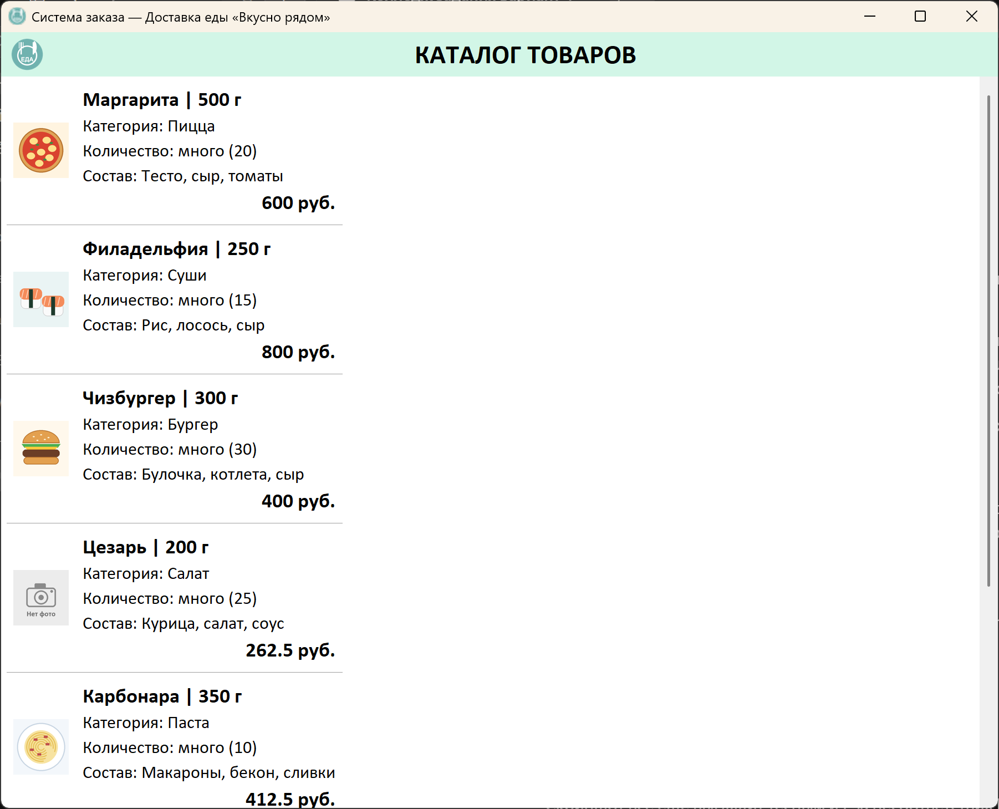 Система заказа — Доставка еды «Вкусно рядом»
ЕДА
КАТАЛОГ ТОВАРОВ
Маргарита | 500 г
Категория: Пицца
Количество: много (20)
Состав: Тесто, сыр, томаты
600 руб.
Филадельфия | 250 г
Категория: Суши
Количество: много (15)
Состав: Рис, лосось, сыр
800 руб.
Чизбургер | 300 г
Категория: Бургер
Количество: много (30)
Состав: Булочка, котлета, сыр
400 руб.
Цезарь | 200 г
Категория: Салат
Количество: много (25)
Нет фото
Состав: Курица, салат, соус
262.5 руб.
Карбонара | 350 г
Категория: Паста
Количество: много (10)
Состав: Макароны, бекон, сливки
412.5 руб.